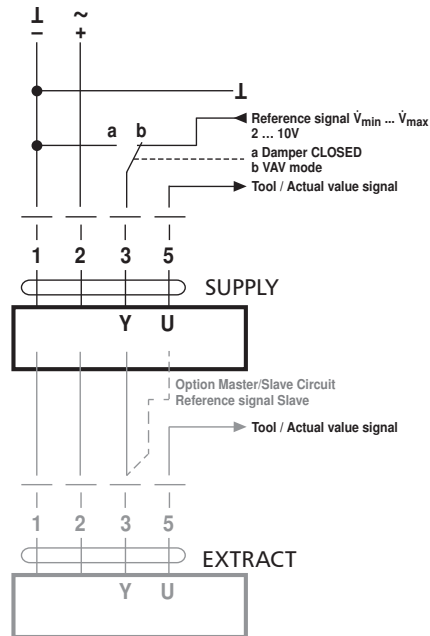 ⊥ ~
– +
⊥
a b
Reference signal V̇min ... V̇max
2 ... 10V
a Damper CLOSED
b VAV mode
Tool / Actual value signal
1 2 3 5
SUPPLY
Y U
Option Master/Slave Circuit
Reference signal Slave
Tool / Actual value signal
1 2 3 5
EXTRACT
Y U